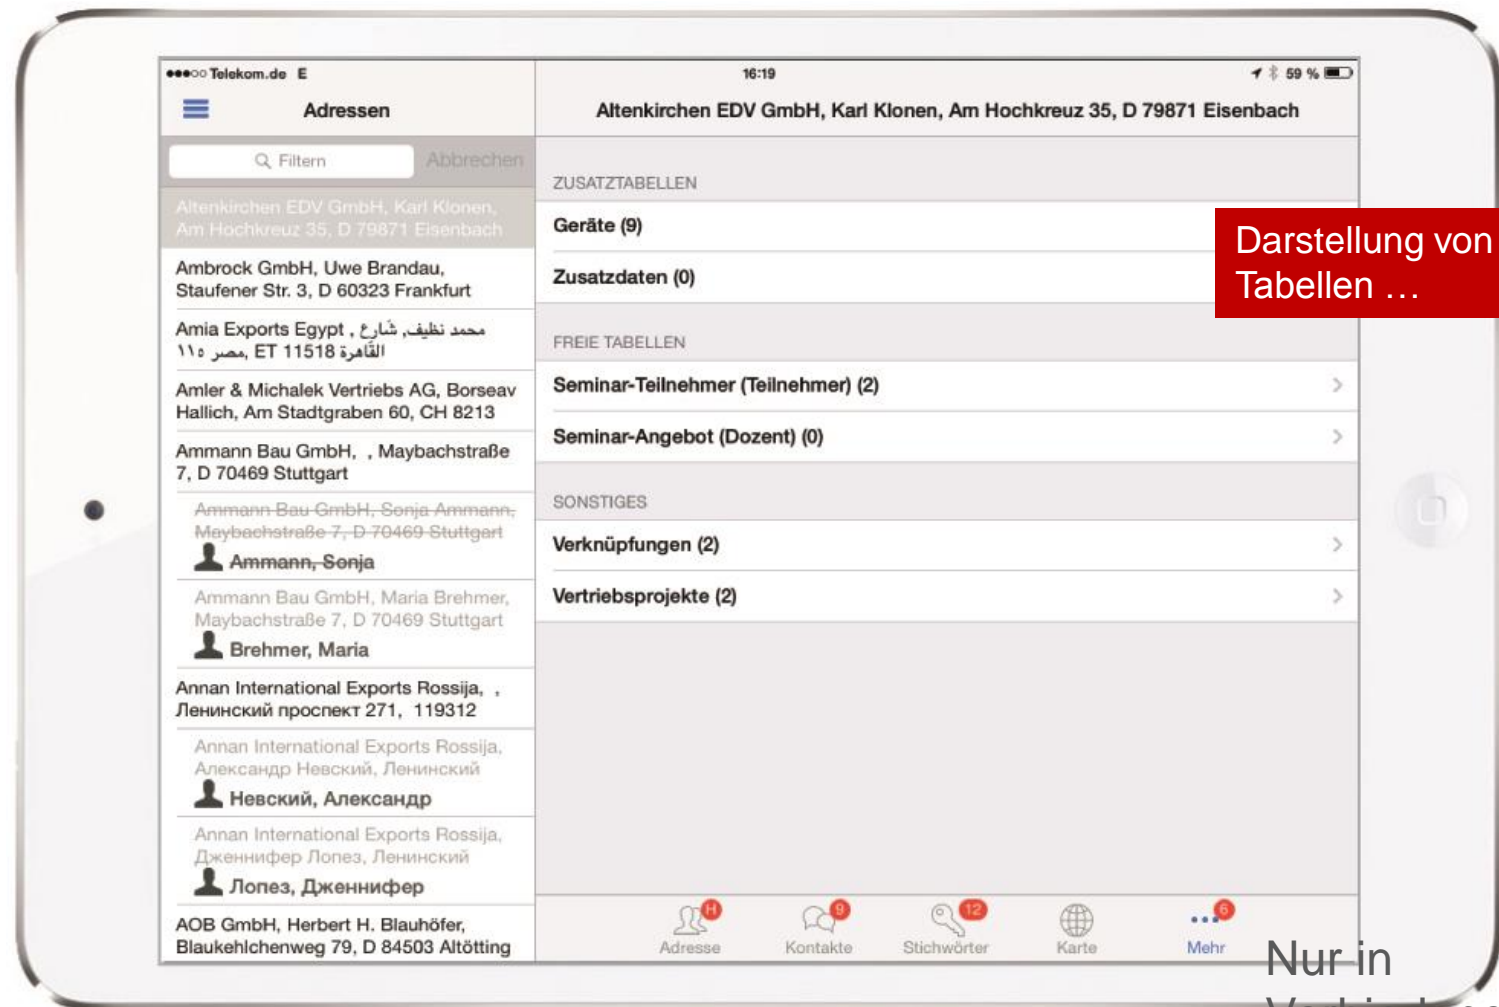 Telekom.de E
16:19
59 %
Adressen
Altenkirchen EDV GmbH, Karl Klonen, Am Hochkreuz 35, D 79871 Eisenbach
Filtern
Abbrechen
Altenkirchen EDV GmbH, Karl Klonen,
Am Hochkreuz 35, D 79871 Eisenbach
Ambrock GmbH, Uwe Brandau,
Staufener Str. 3, D 60323 Frankfurt
Amia Exports Egypt , محمد نظيف, شارع
١١٥ مصر, ET 11518 القاهرة
Amler & Michalek Vertriebs AG, Borseav
Hallich, Am Stadtgraben 60, CH 8213
Ammann Bau GmbH, , Maybachstraße
7, D 70469 Stuttgart
Ammann Bau GmbH, Sonja Ammann,
Maybachstraße 7, D 70469 Stuttgart
Ammann, Sonja
Ammann Bau GmbH, Maria Brehmer,
Maybachstraße 7, D 70469 Stuttgart
Brehmer, Maria
Annan International Exports Rossija, ,
Ленинский проспект 271, 119312
Annan International Exports Rossija,
Александр Невский, Ленинский
Невский, Александр
Annan International Exports Rossija,
Дженнифер Лопез, Ленинский
Лопез, Дженнифер
AOB GmbH, Herbert H. Blauhöfer,
Blaukehlchenweg 79, D 84503 Altötting
ZUSATZTABELLEN
Geräte (9)
Zusatzdaten (0)
FREIE TABELLEN
Seminar-Teilnehmer (Teilnehmer) (2)
Seminar-Angebot (Dozent) (0)
SONSTIGES
Verknüpfungen (2)
Vertriebsprojekte (2)
Darstellung von
Tabellen …
H
9
12
6
Adresse
Kontakte
Stichwörter
Karte
Mehr
Nur in